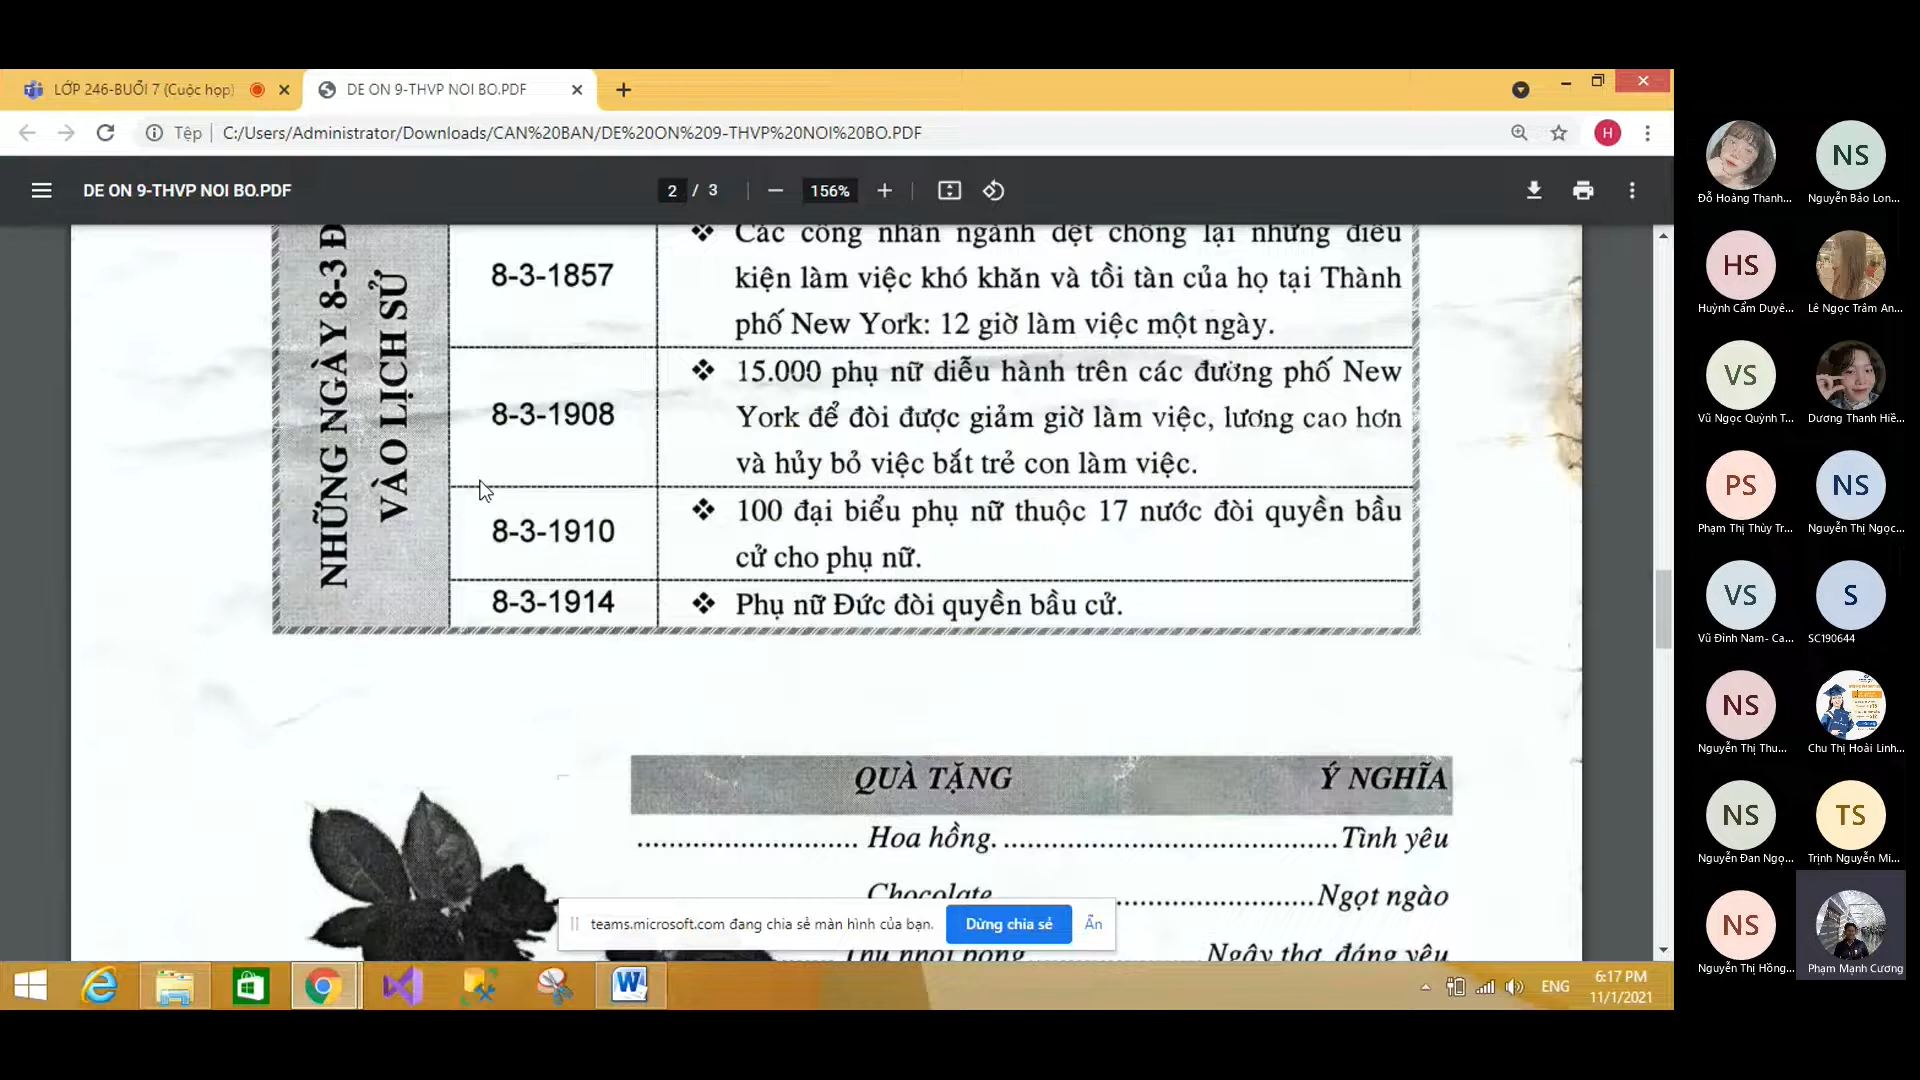 LỚP 246-BUỔI 7 (Cuộc họp)
DE ON 9-THVP NOI BO.PDF
Tệp
C:/Users/Administrator/Downloads/CAN%20BAN/DE%20ON%209-THVP%20NOI%20BO.PDF
H
DE ON 9-THVP NOI BO.PDF
2 / 3
156%
NHỮNG NGÀY 8-3 Đ
VÀO LỊCH SỬ
8-3-1857
❖ Các công nhân ngành dệt chống lại những điều
kiện làm việc khó khăn và tồi tàn của họ tại Thành
phố New York: 12 giờ làm việc một ngày.
8-3-1908
❖ 15.000 phụ nữ diễu hành trên các đường phố New
York để đòi được giảm giờ làm việc, lương cao hơn
và hủy bỏ việc bắt trẻ con làm việc.
8-3-1910
❖ 100 đại biểu phụ nữ thuộc 17 nước đòi quyền bầu
cử cho phụ nữ.
8-3-1914
❖ Phụ nữ Đức đòi quyền bầu cử.
QUÀ TẶNG Ý NGHĨA
............................ Hoa hồng. ..........................................Tình yêu
Chocolate .........................Ngọt ngào
Thú nhồi bông Ngây thơ, đáng yêu
teams.microsoft.com đang chia sẻ màn hình của bạn.
Dừng chia sẻ
Ẩn
ENG
6:17 PM
11/1/2021
Đỗ Hoàng Thanh...
NS
Nguyễn Bảo Lon...
HS
Huỳnh Cẩm Duyê...
Lê Ngọc Trâm An...
VS
Vũ Ngọc Quỳnh T...
Dương Thanh Hiề...
PS
Phạm Thị Thùy Tr...
NS
Nguyễn Thị Ngọc...
VS
Vũ Đình Nam- Ca...
S
SC190644
NS
Nguyễn Thị Thu...
Chu Thị Hoài Linh...
NS
Nguyễn Đan Ngọ...
TS
Trịnh Nguyễn Mi...
NS
Nguyễn Thị Hồng...
Phạm Mạnh Cương